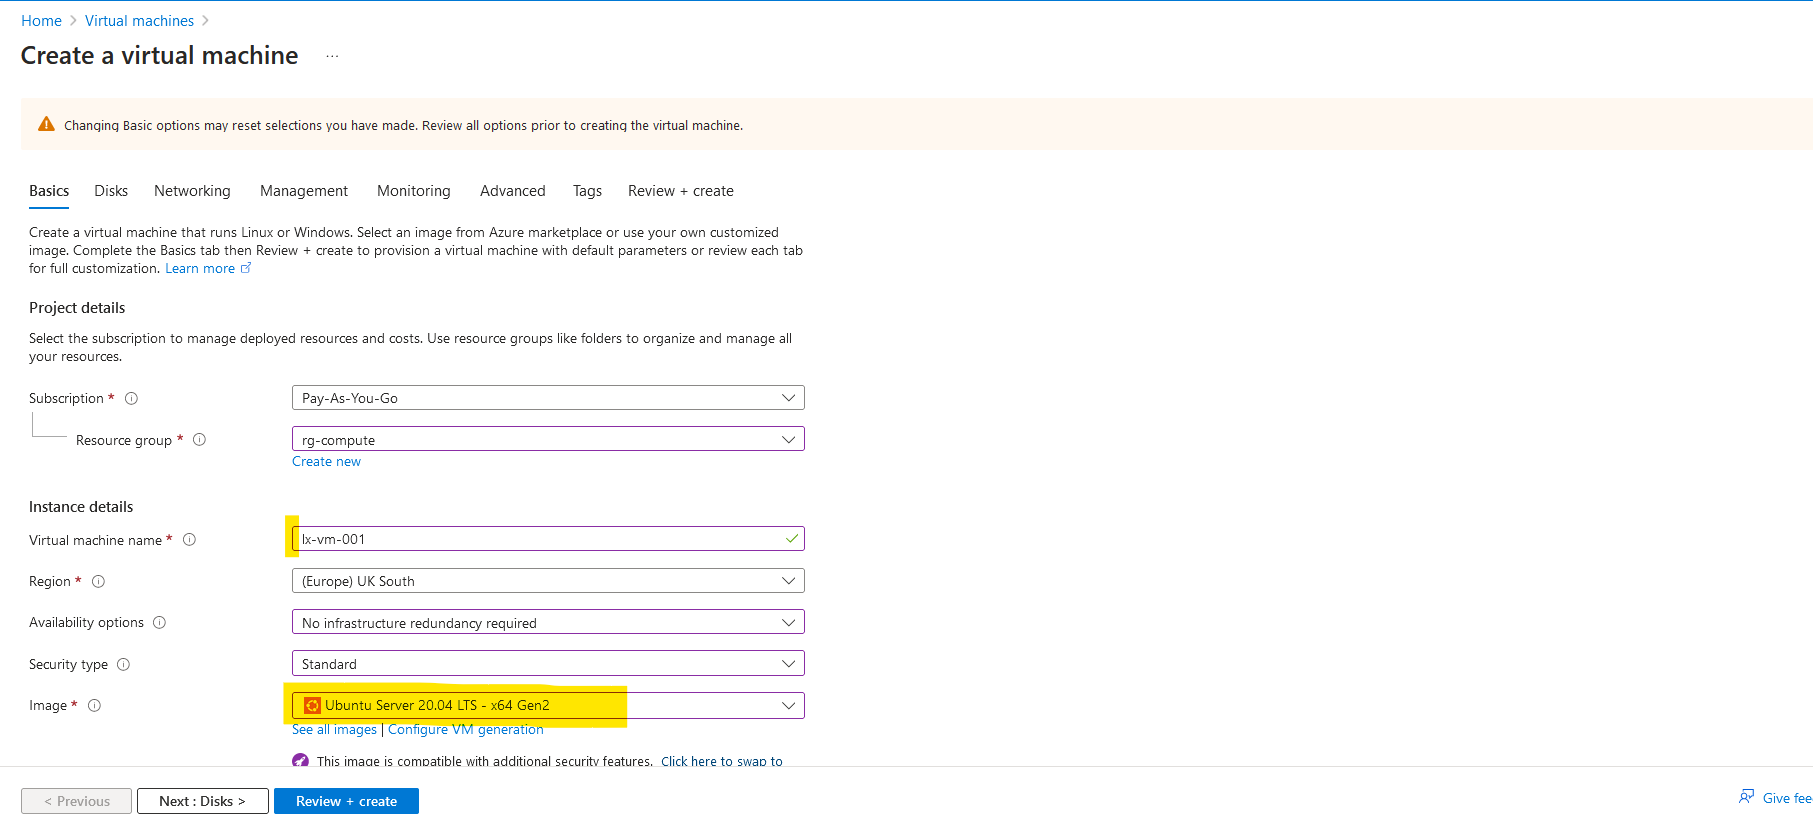 Home > Virtual machines >
Create a virtual machine ...
Changing Basic options may reset selections you have made. Review all options prior to creating the virtual machine.
Basics Disks Networking Management Monitoring Advanced Tags Review + create
Create a virtual machine that runs Linux or Windows. Select an image from Azure marketplace or use your own customized
image. Complete the Basics tab then Review + create to provision a virtual machine with default parameters or review each tab
for full customization. Learn more
Project details
Select the subscription to manage deployed resources and costs. Use resource groups like folders to organize and manage all
your resources.
Subscription * Pay-As-You-Go
Resource group * rg-compute
Create new
Instance details
Virtual machine name * lx-vm-001
Region * (Europe) UK South
Availability options No infrastructure redundancy required
Security type Standard
Image * Ubuntu Server 20.04 LTS - x64 Gen2
See all images | Configure VM generation
This image is compatible with additional security features. Click here to swap to
< Previous Next : Disks > Review + create Give fee